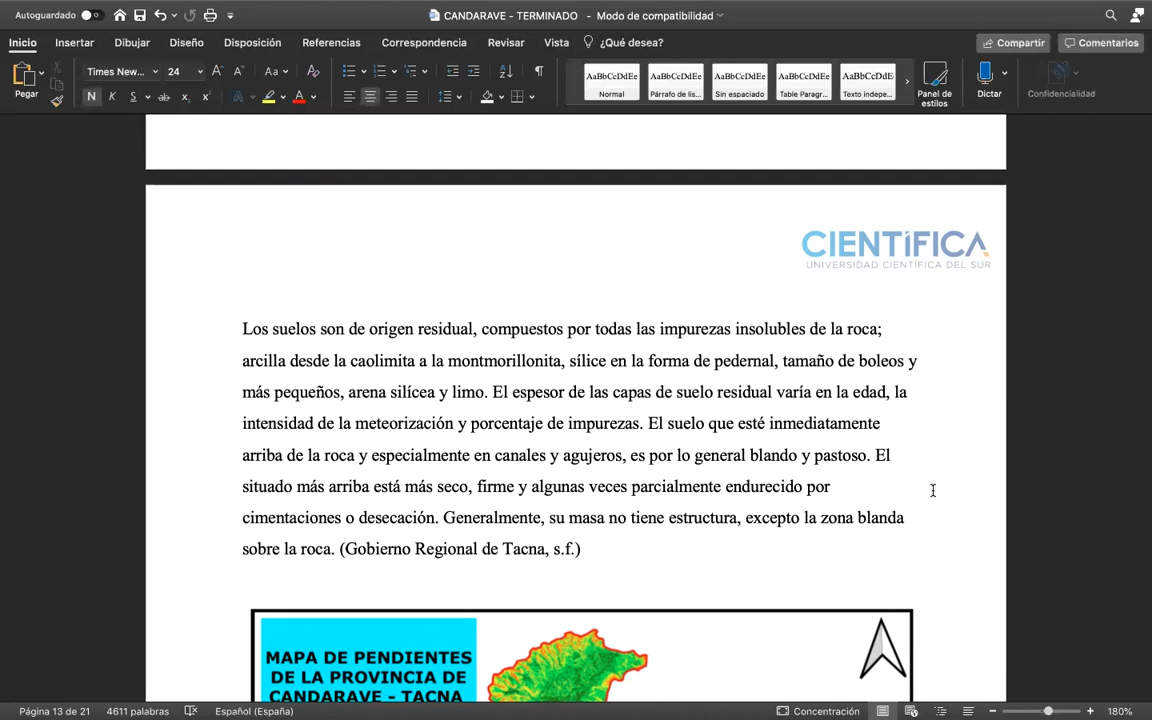 Autoguardado
CANDARAVE - TERMINADO - Modo de compatibilidad
Inicio Insertar Dibujar Diseño Disposición Referencias Correspondencia Revisar Vista ¿Qué desea? Compartir Comentarios
Pegar
Times New... 24
N K S ab x x A A
Aa
AaBbCcDdEe AaBbCcDdEe AaBbCcDdEe AaBbCcDdEe AaBbCcDdE
Normal Párrafo de lis... Sin espaciado Table Paragr... Texto indepe...
Panel de estilos
Dictar
Confidencialidad
CIENTÍFICA
UNIVERSIDAD CIENTÍFICA DEL SUR
Los suelos son de origen residual, compuestos por todas las impurezas insolubles de la roca;
arcilla desde la caolimita a la montmorillonita, sílice en la forma de pedernal, tamaño de boleos y
más pequeños, arena silícea y limo. El espesor de las capas de suelo residual varía en la edad, la
intensidad de la meteorización y porcentaje de impurezas. El suelo que esté inmediatamente
arriba de la roca y especialmente en canales y agujeros, es por lo general blando y pastoso. El
situado más arriba está más seco, firme y algunas veces parcialmente endurecido por
cimentaciones o desecación. Generalmente, su masa no tiene estructura, excepto la zona blanda
sobre la roca. (Gobierno Regional de Tacna, s.f.)
MAPA DE PENDIENTES
DE LA PROVINCIA DE
CANDARAVE - TACNA
Página 13 de 21 4611 palabras Español (España) Concentración 180%